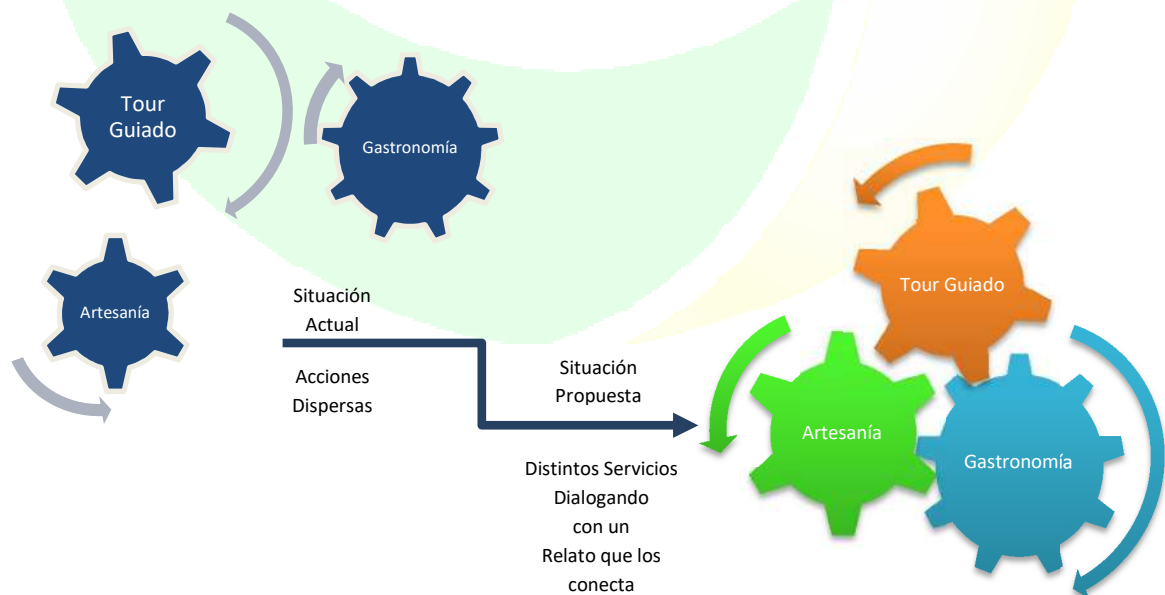 Tour
Guiado
Gastronomía
Artesanía
Situación
Actual
Acciones
Dispersas
Situación
Propuesta
Distintos Servicios
Dialogando
con un
Relato que los
conecta
Tour Guiado
Artesanía
Gastronomía